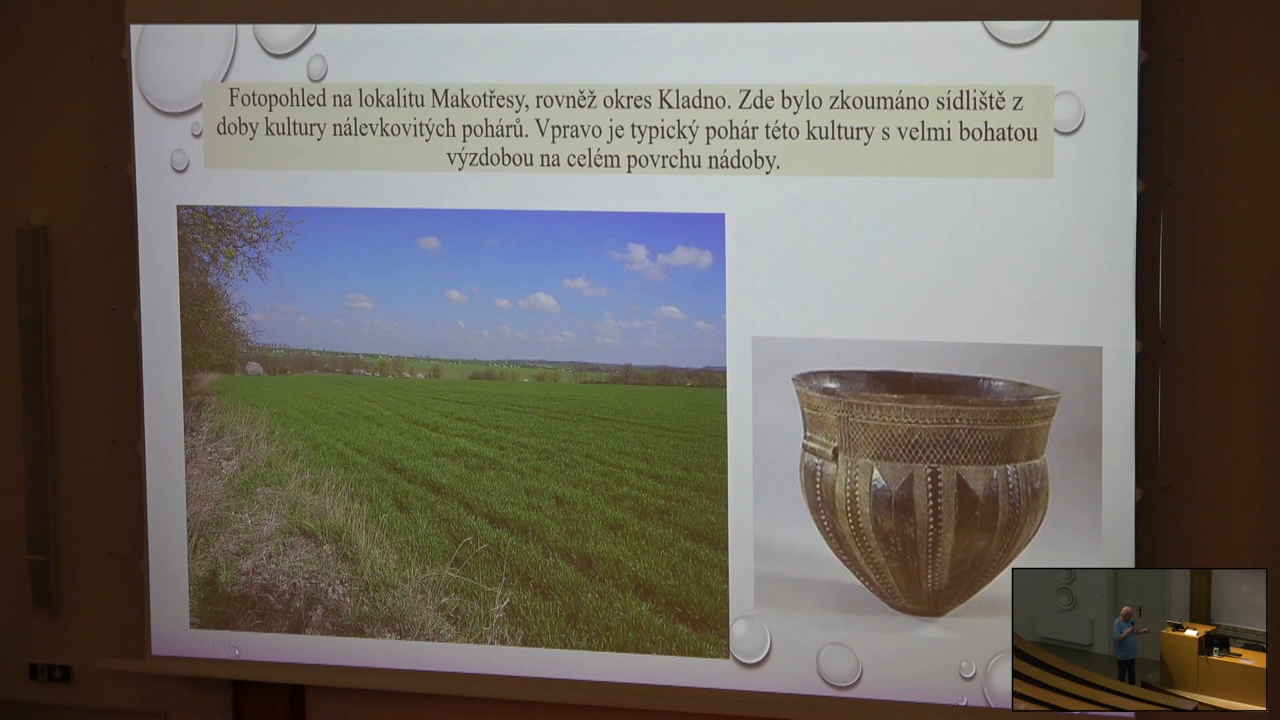 Fotopohled na lokalitu Makotřesy, rovněž okres Kladno. Zde bylo zkoumáno sídliště z
doby kultury nálevkovitých pohárů. Vpravo je typický pohár této kultury s velmi bohatou
výzdobou na celém povrchu nádoby.